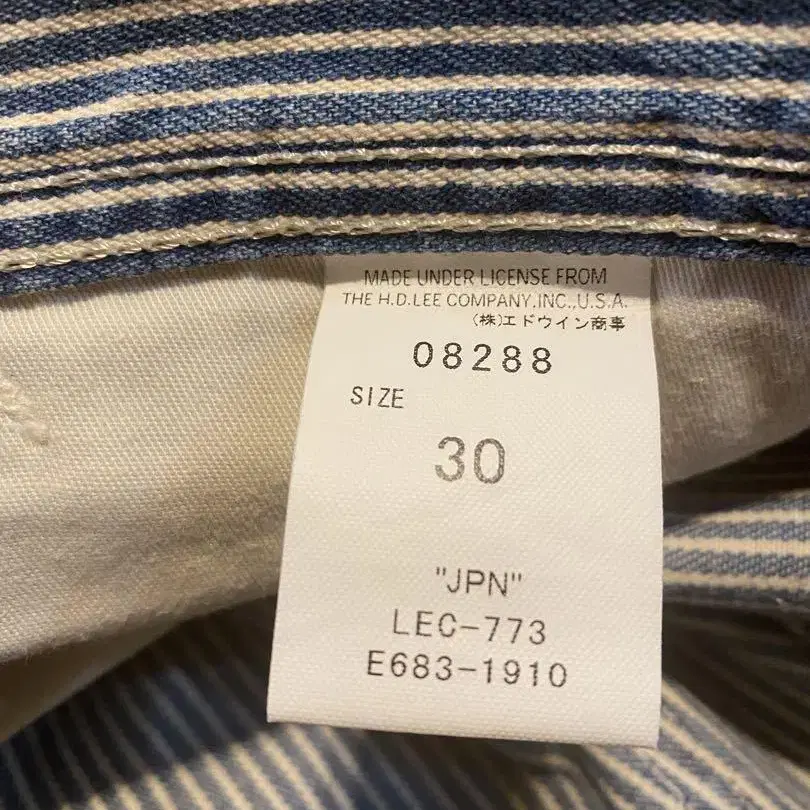 MADE UNDER LICENSE FROM
THE H.D.LEE COMPANY,INC.,U.S.A.
(株)エドウイン商事
08288
SIZE
30
"JPN"
LEC-773
E683-1910